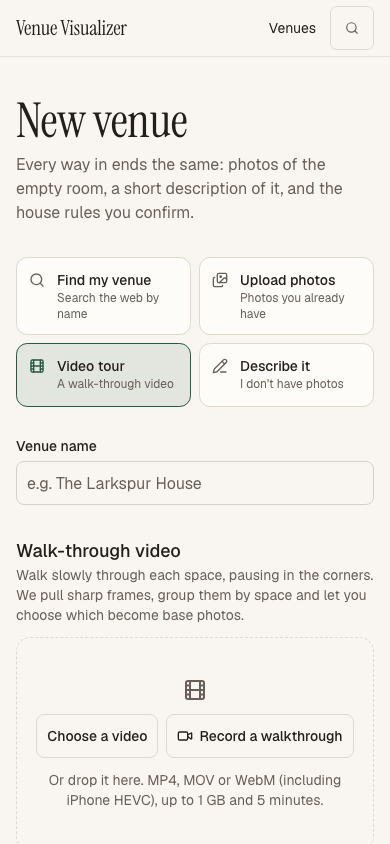 Venue Visualizer
Venues
New venue
Every way in ends the same: photos of the
empty room, a short description of it, and the
house rules you confirm.
Find my venue
Search the web by
name
Upload photos
Photos you already
have
Video tour
A walk-through video
Describe it
I don't have photos
Venue name
e.g. The Larkspur House
Walk-through video
Walk slowly through each space, pausing in the corners.
We pull sharp frames, group them by space and let you
choose which become base photos.
Choose a video
Record a walkthrough
Or drop it here. MP4, MOV or WebM (including
iPhone HEVC), up to 1 GB and 5 minutes.